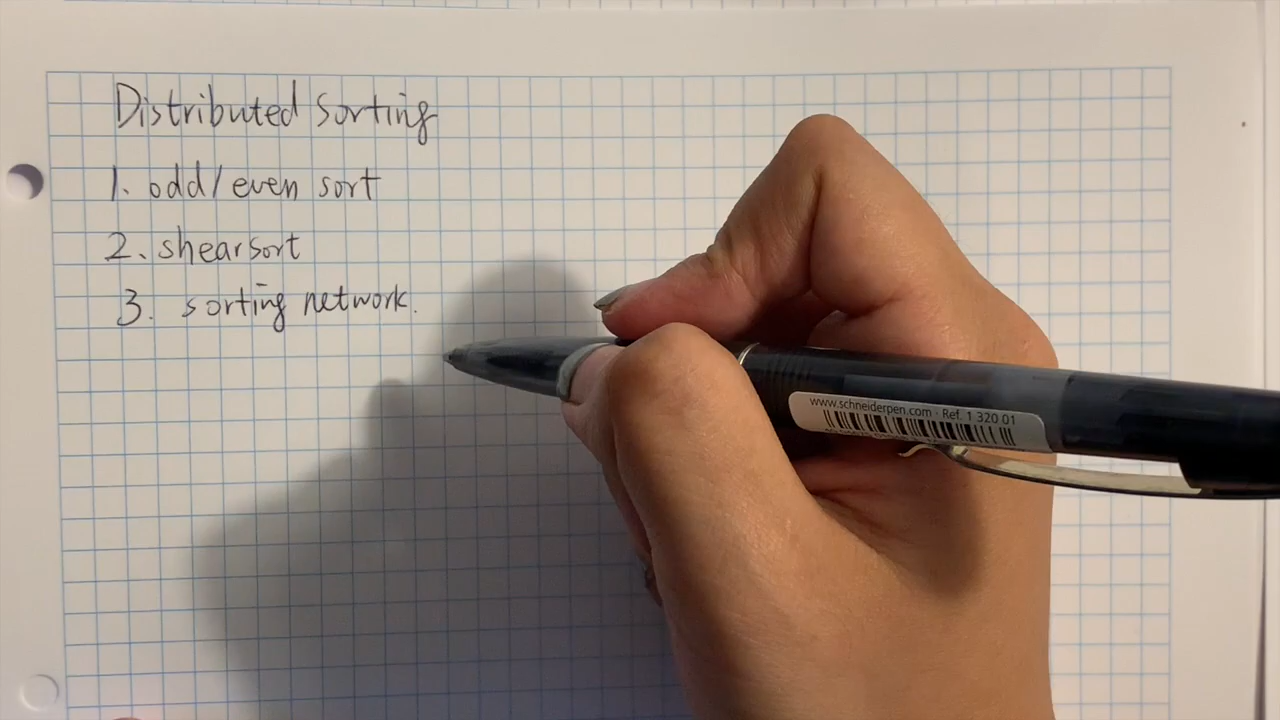 Distributed Sorting
1. odd/even sort
2. shearsort
3. sorting network.
www.schneiderpen.com · Ref. 1 320 01